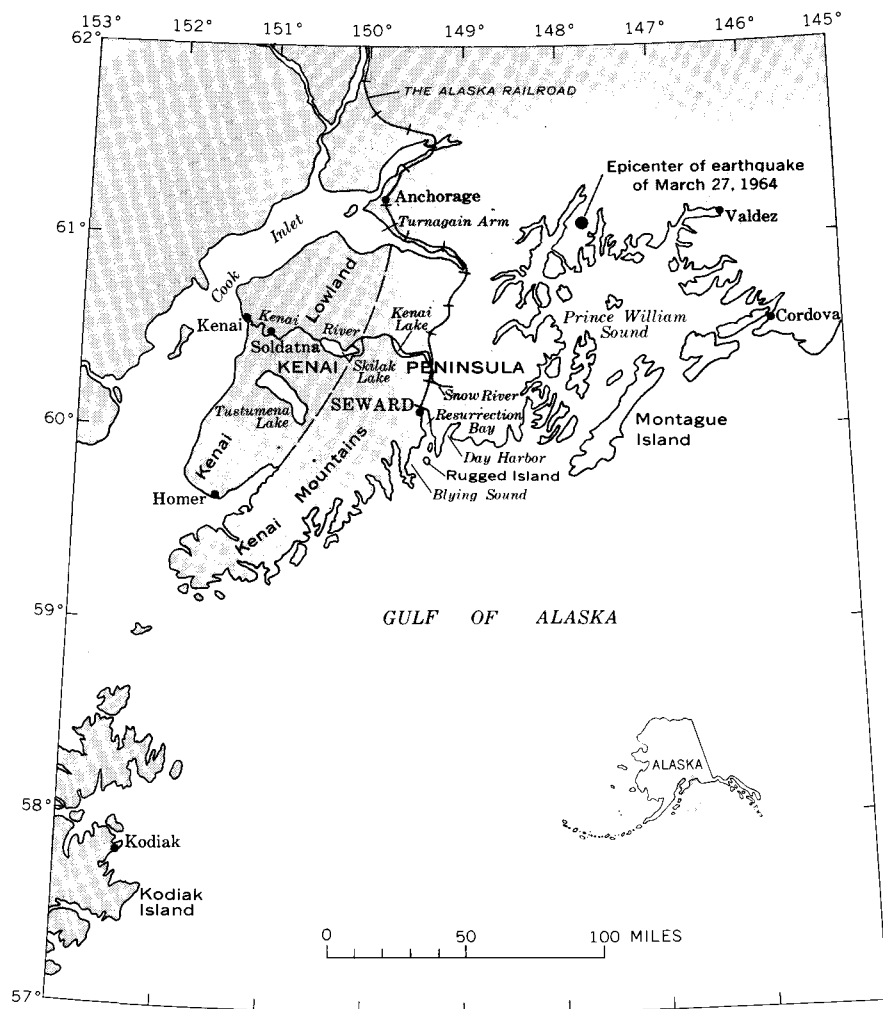 153° 152° 151° 150° 149° 148° 147° 146° 145°
62°
THE ALASKA RAILROAD
Epicenter of earthquake
of March 27, 1964
Anchorage
Valdez
Turnagain Arm
61°
Cook Inlet
Lowland
Kenai
Kenai River
Kenai
Lake
Prince William
Sound
Cordova
Soldatna
KENAI PENINSULA
Skilak
Lake
Snow River
SEWARD
Resurrection
Bay
60°
Tustumena
Lake
Montague
Island
Kenai
Day Harbor
Rugged Island
Homer
Mountains
Blying Sound
Kenai
59°
GULF OF ALASKA
ALASKA
58°
Kodiak
Kodiak
Island
0 50 100 MILES
57°